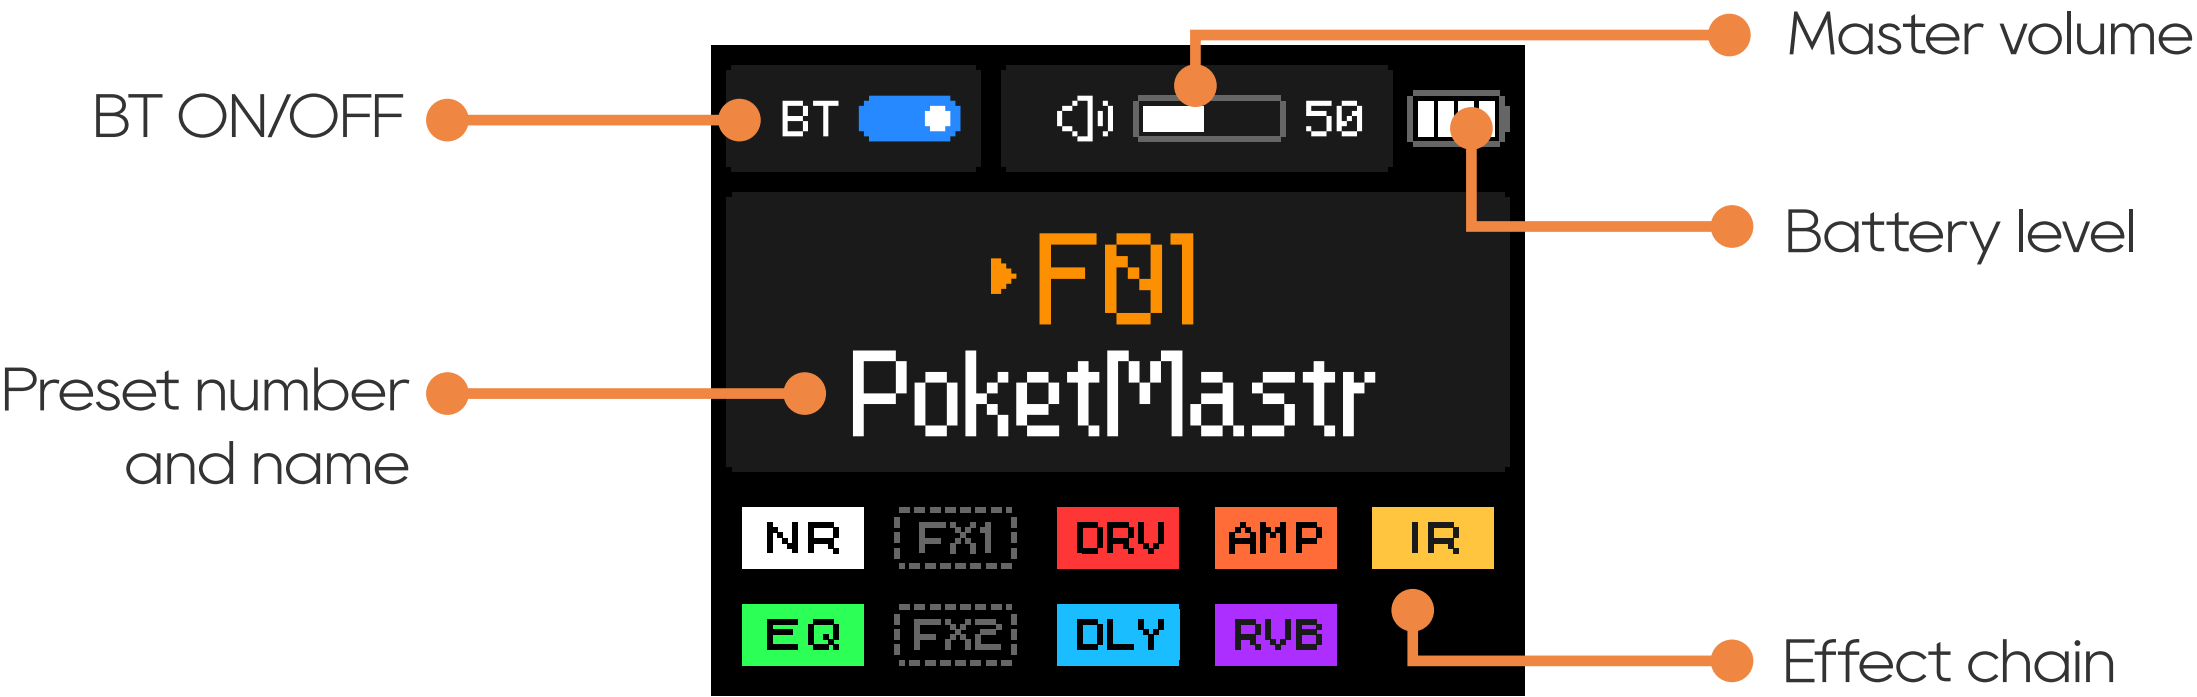 Master volume
BT ON/OFF
BT 50
Battery level
F01
PoketMastr
Preset number
and name
NR FX1 DRV AMP IR
EQ FX2 DLY RVB
Effect chain